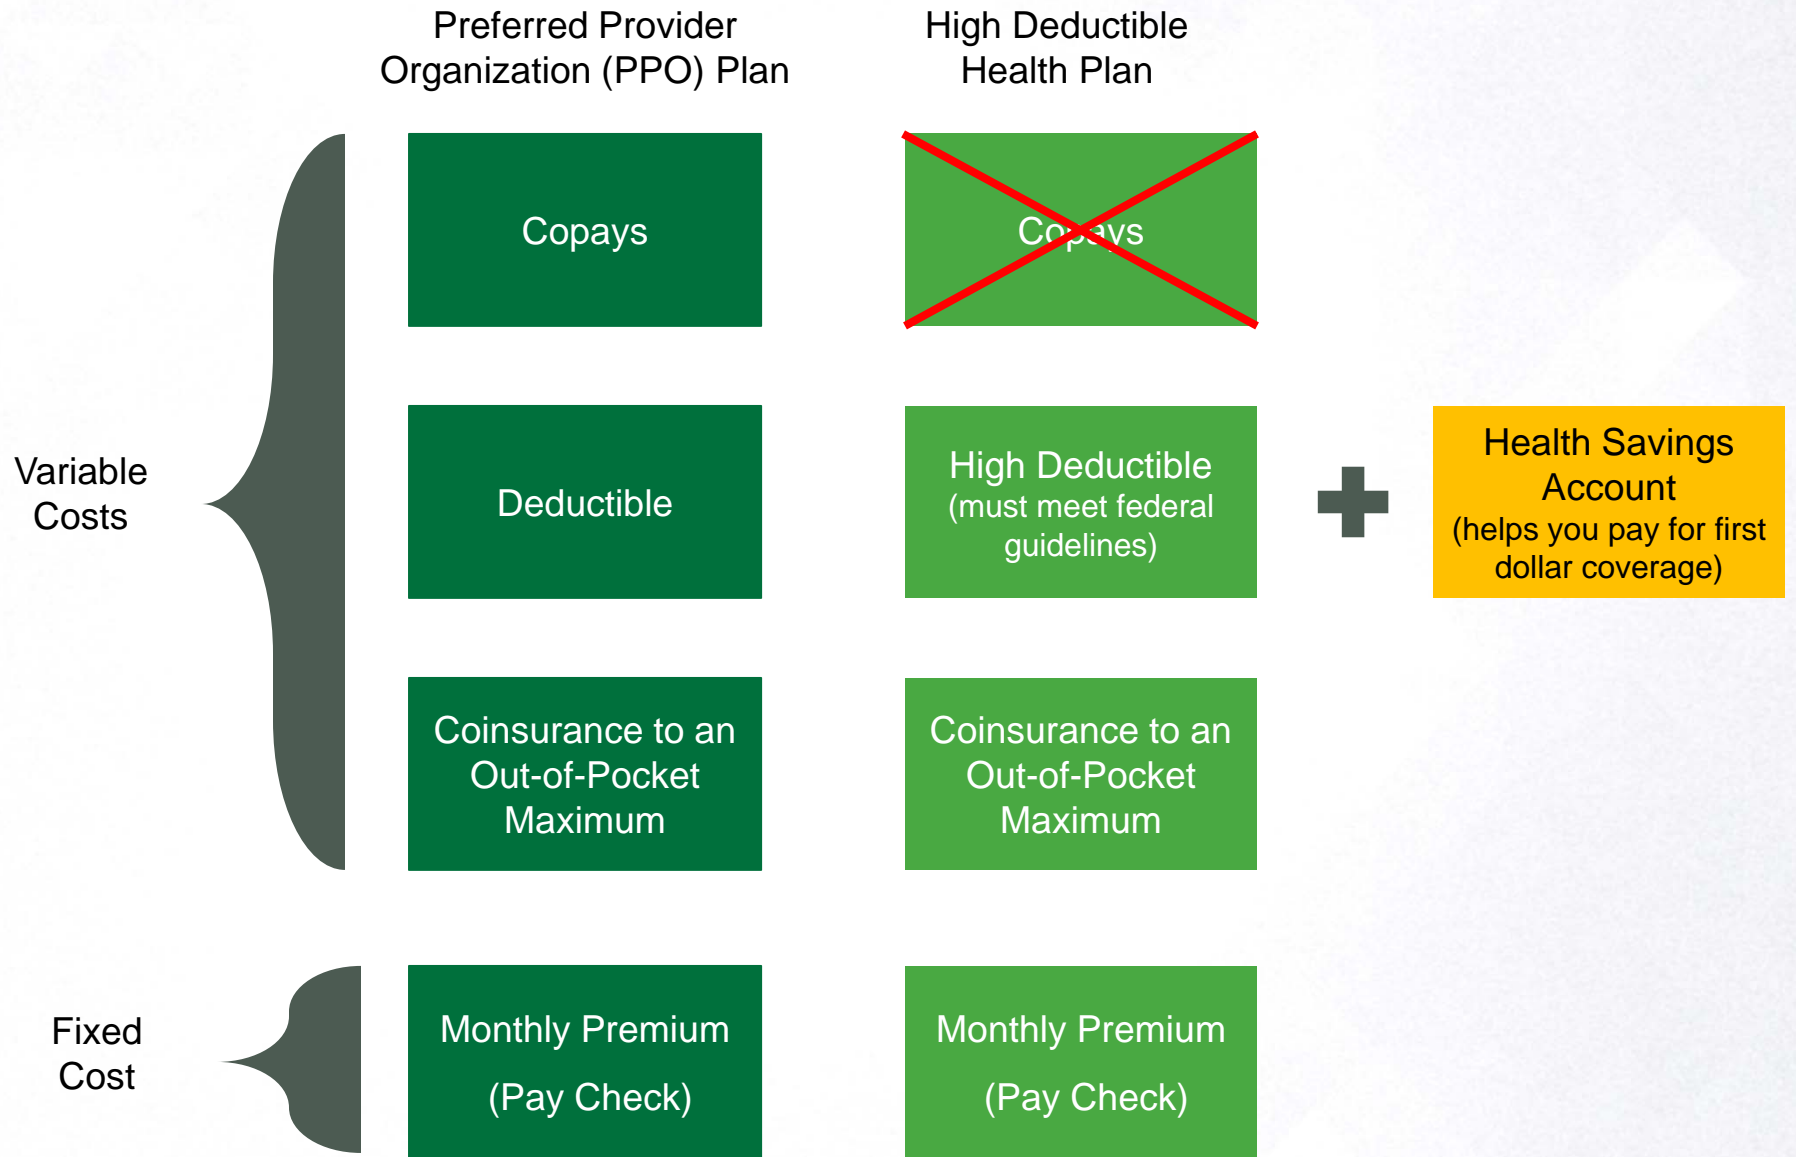 Preferred Provider
Organization (PPO) Plan
High Deductible
Health Plan
Variable
Costs
Copays
Copays
Deductible
High Deductible
(must meet federal
guidelines)
Health Savings
Account
(helps you pay for first
dollar coverage)
Coinsurance to an
Out-of-Pocket
Maximum
Coinsurance to an
Out-of-Pocket
Maximum
Fixed
Cost
Monthly Premium
(Pay Check)
Monthly Premium
(Pay Check)